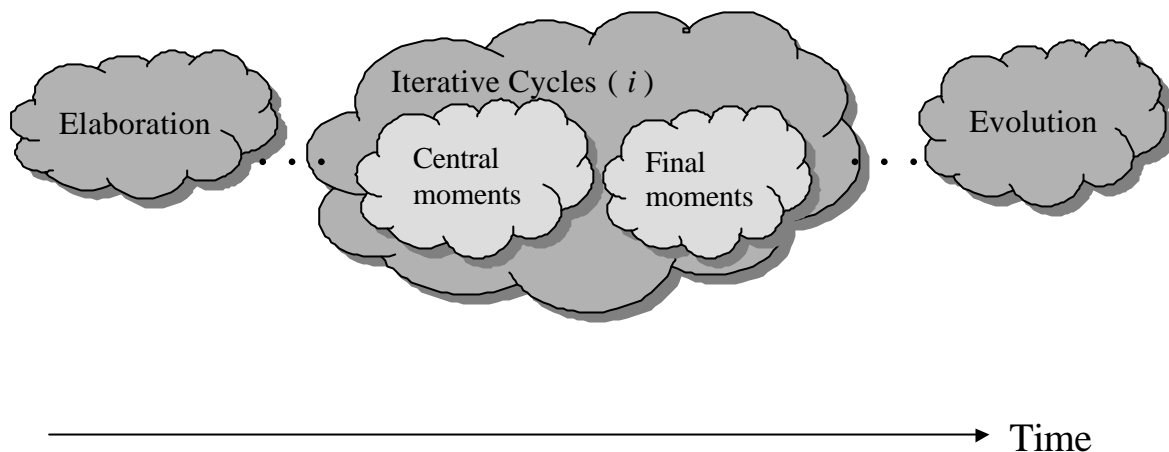 Elaboration
Iterative Cycles ( i )
Central
moments
Final
moments
Evolution
Time